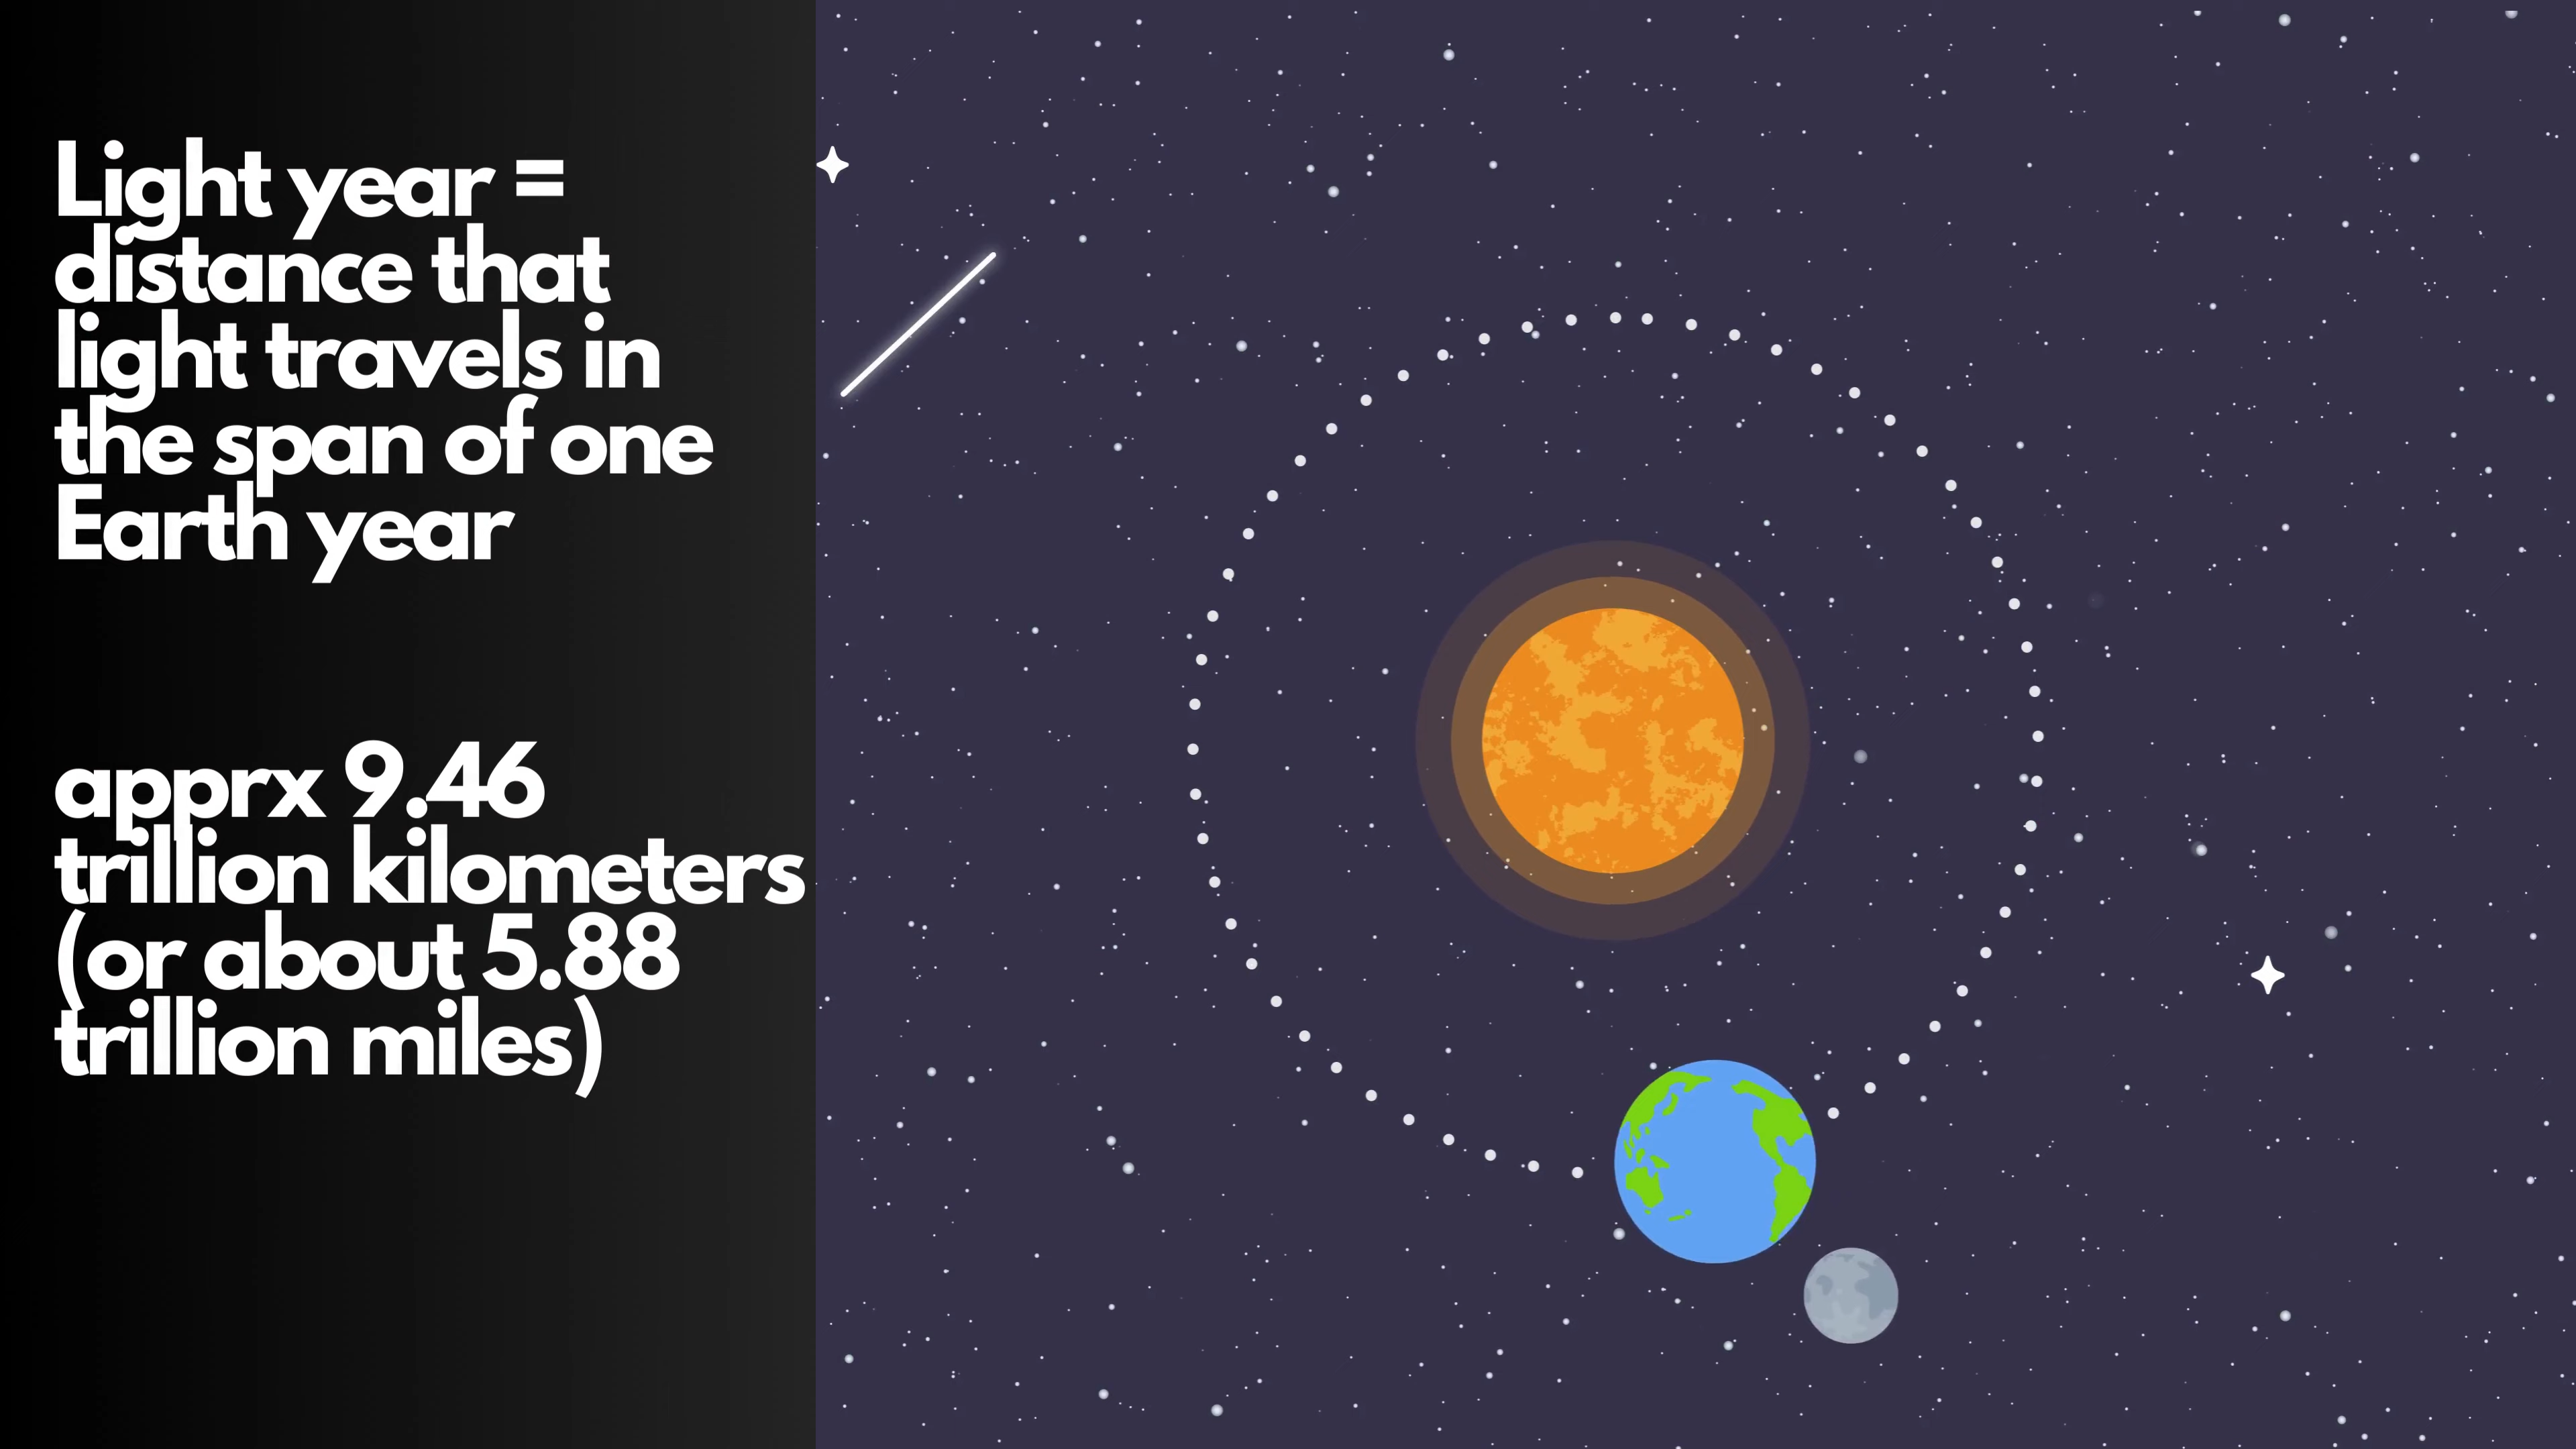 Light year =
distance that
light travels in
the span of one
Earth year
apprx 9.46
trillion kilometers
(or about 5.88
trillion miles)